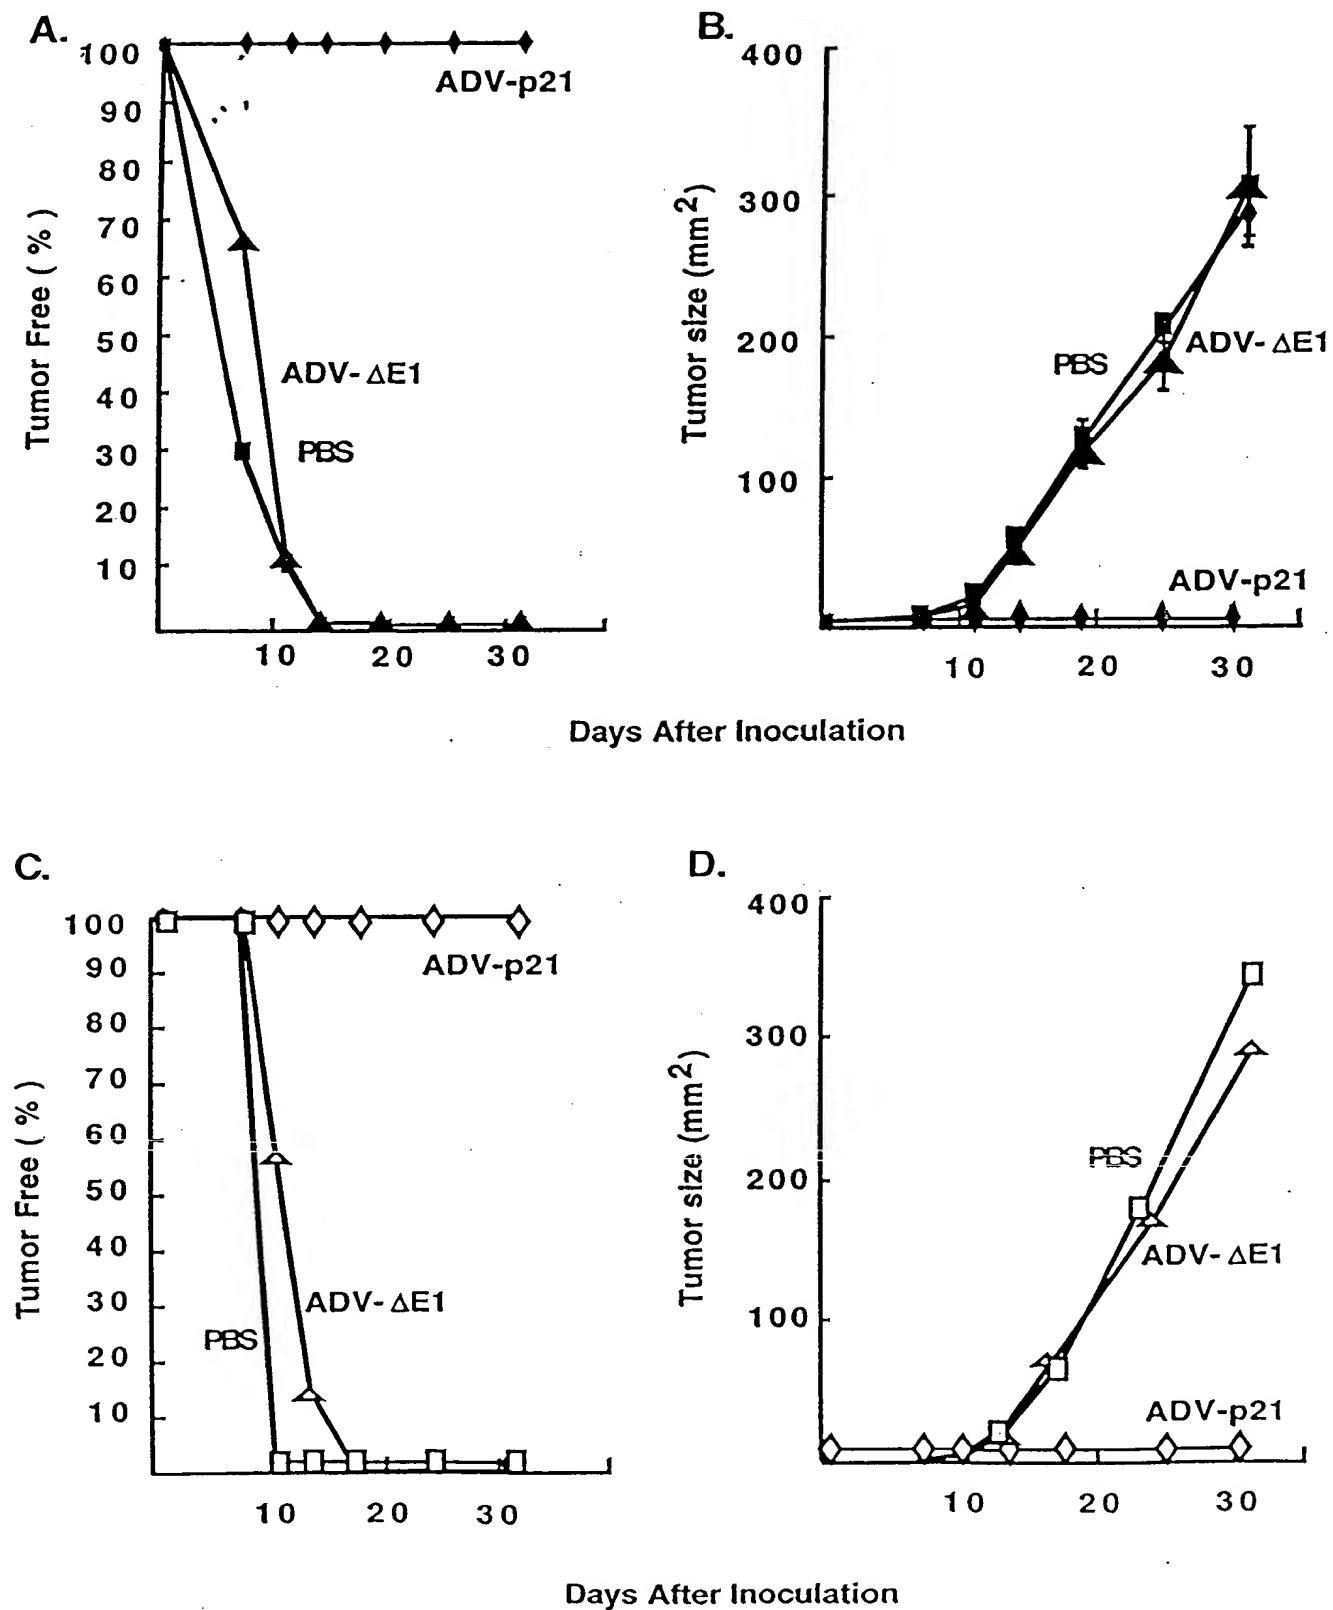 A.
100
90
80
70
60
50
40
30
20
10
Tumor Free ( % )
ADV-p21
ADV-ΔE1
PBS
10 20 30
B.
400
300
200
100
Tumor size (mm²)
PBS
ADV-ΔE1
ADV-p21
10 20 30
Days After Inoculation
C.
100
90
80
70
60
50
40
30
20
10
Tumor Free ( % )
ADV-p21
ADV-ΔE1
PBS
10 20 30
D.
400
300
200
100
Tumor size (mm²)
PBS
ADV-ΔE1
ADV-p21
10 20 30
Days After Inoculation